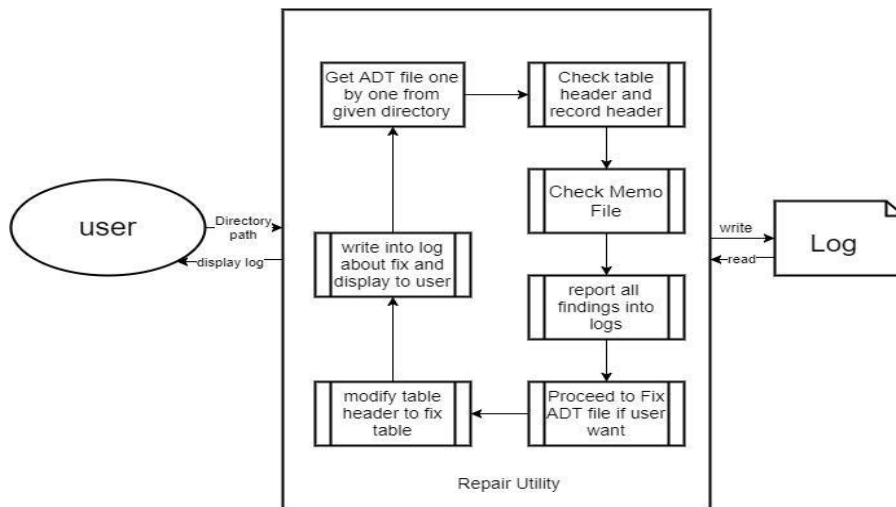 Get ADT file one
by one from
given directory
Check table
header and
record header
Check Memo
File
user
Directory
path
display log
write into log
about fix and
display to user
write
read
Log
report all
findings into
logs
modify table
header to fix
table
Proceed to Fix
ADT file if user
want
Repair Utility